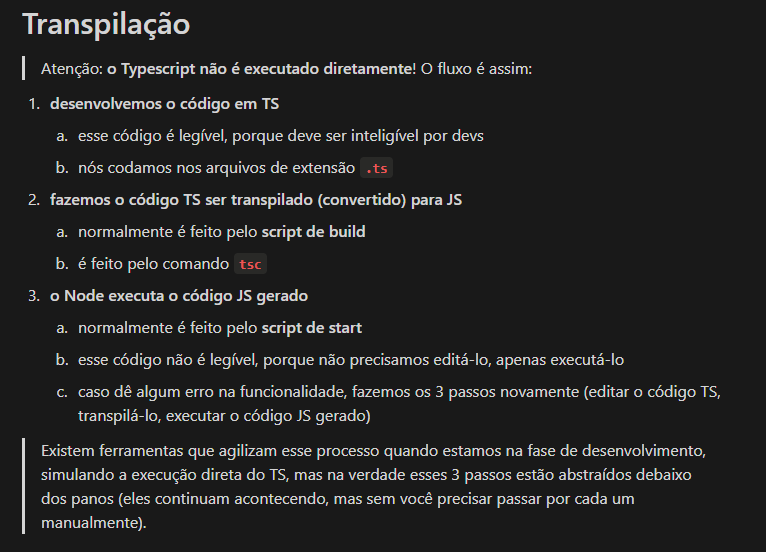 Transpilação
Atenção: o Typescript não é executado diretamente! O fluxo é assim:
1. desenvolvemos o código em TS
a. esse código é legível, porque deve ser inteligível por devs
b. nós codamos nos arquivos de extensão .ts
2. fazemos o código TS ser transpilado (convertido) para JS
a. normalmente é feito pelo script de build
b. é feito pelo comando tsc
3. o Node executa o código JS gerado
a. normalmente é feito pelo script de start
b. esse código não é legível, porque não precisamos editá-lo, apenas executá-lo
c. caso dê algum erro na funcionalidade, fazemos os 3 passos novamente (editar o código TS,
transpilá-lo, executar o código JS gerado)
Existem ferramentas que agilizam esse processo quando estamos na fase de desenvolvimento,
simulando a execução direta do TS, mas na verdade esses 3 passos estão abstraídos debaixo
dos panos (eles continuam acontecendo, mas sem você precisar passar por cada um
manualmente).